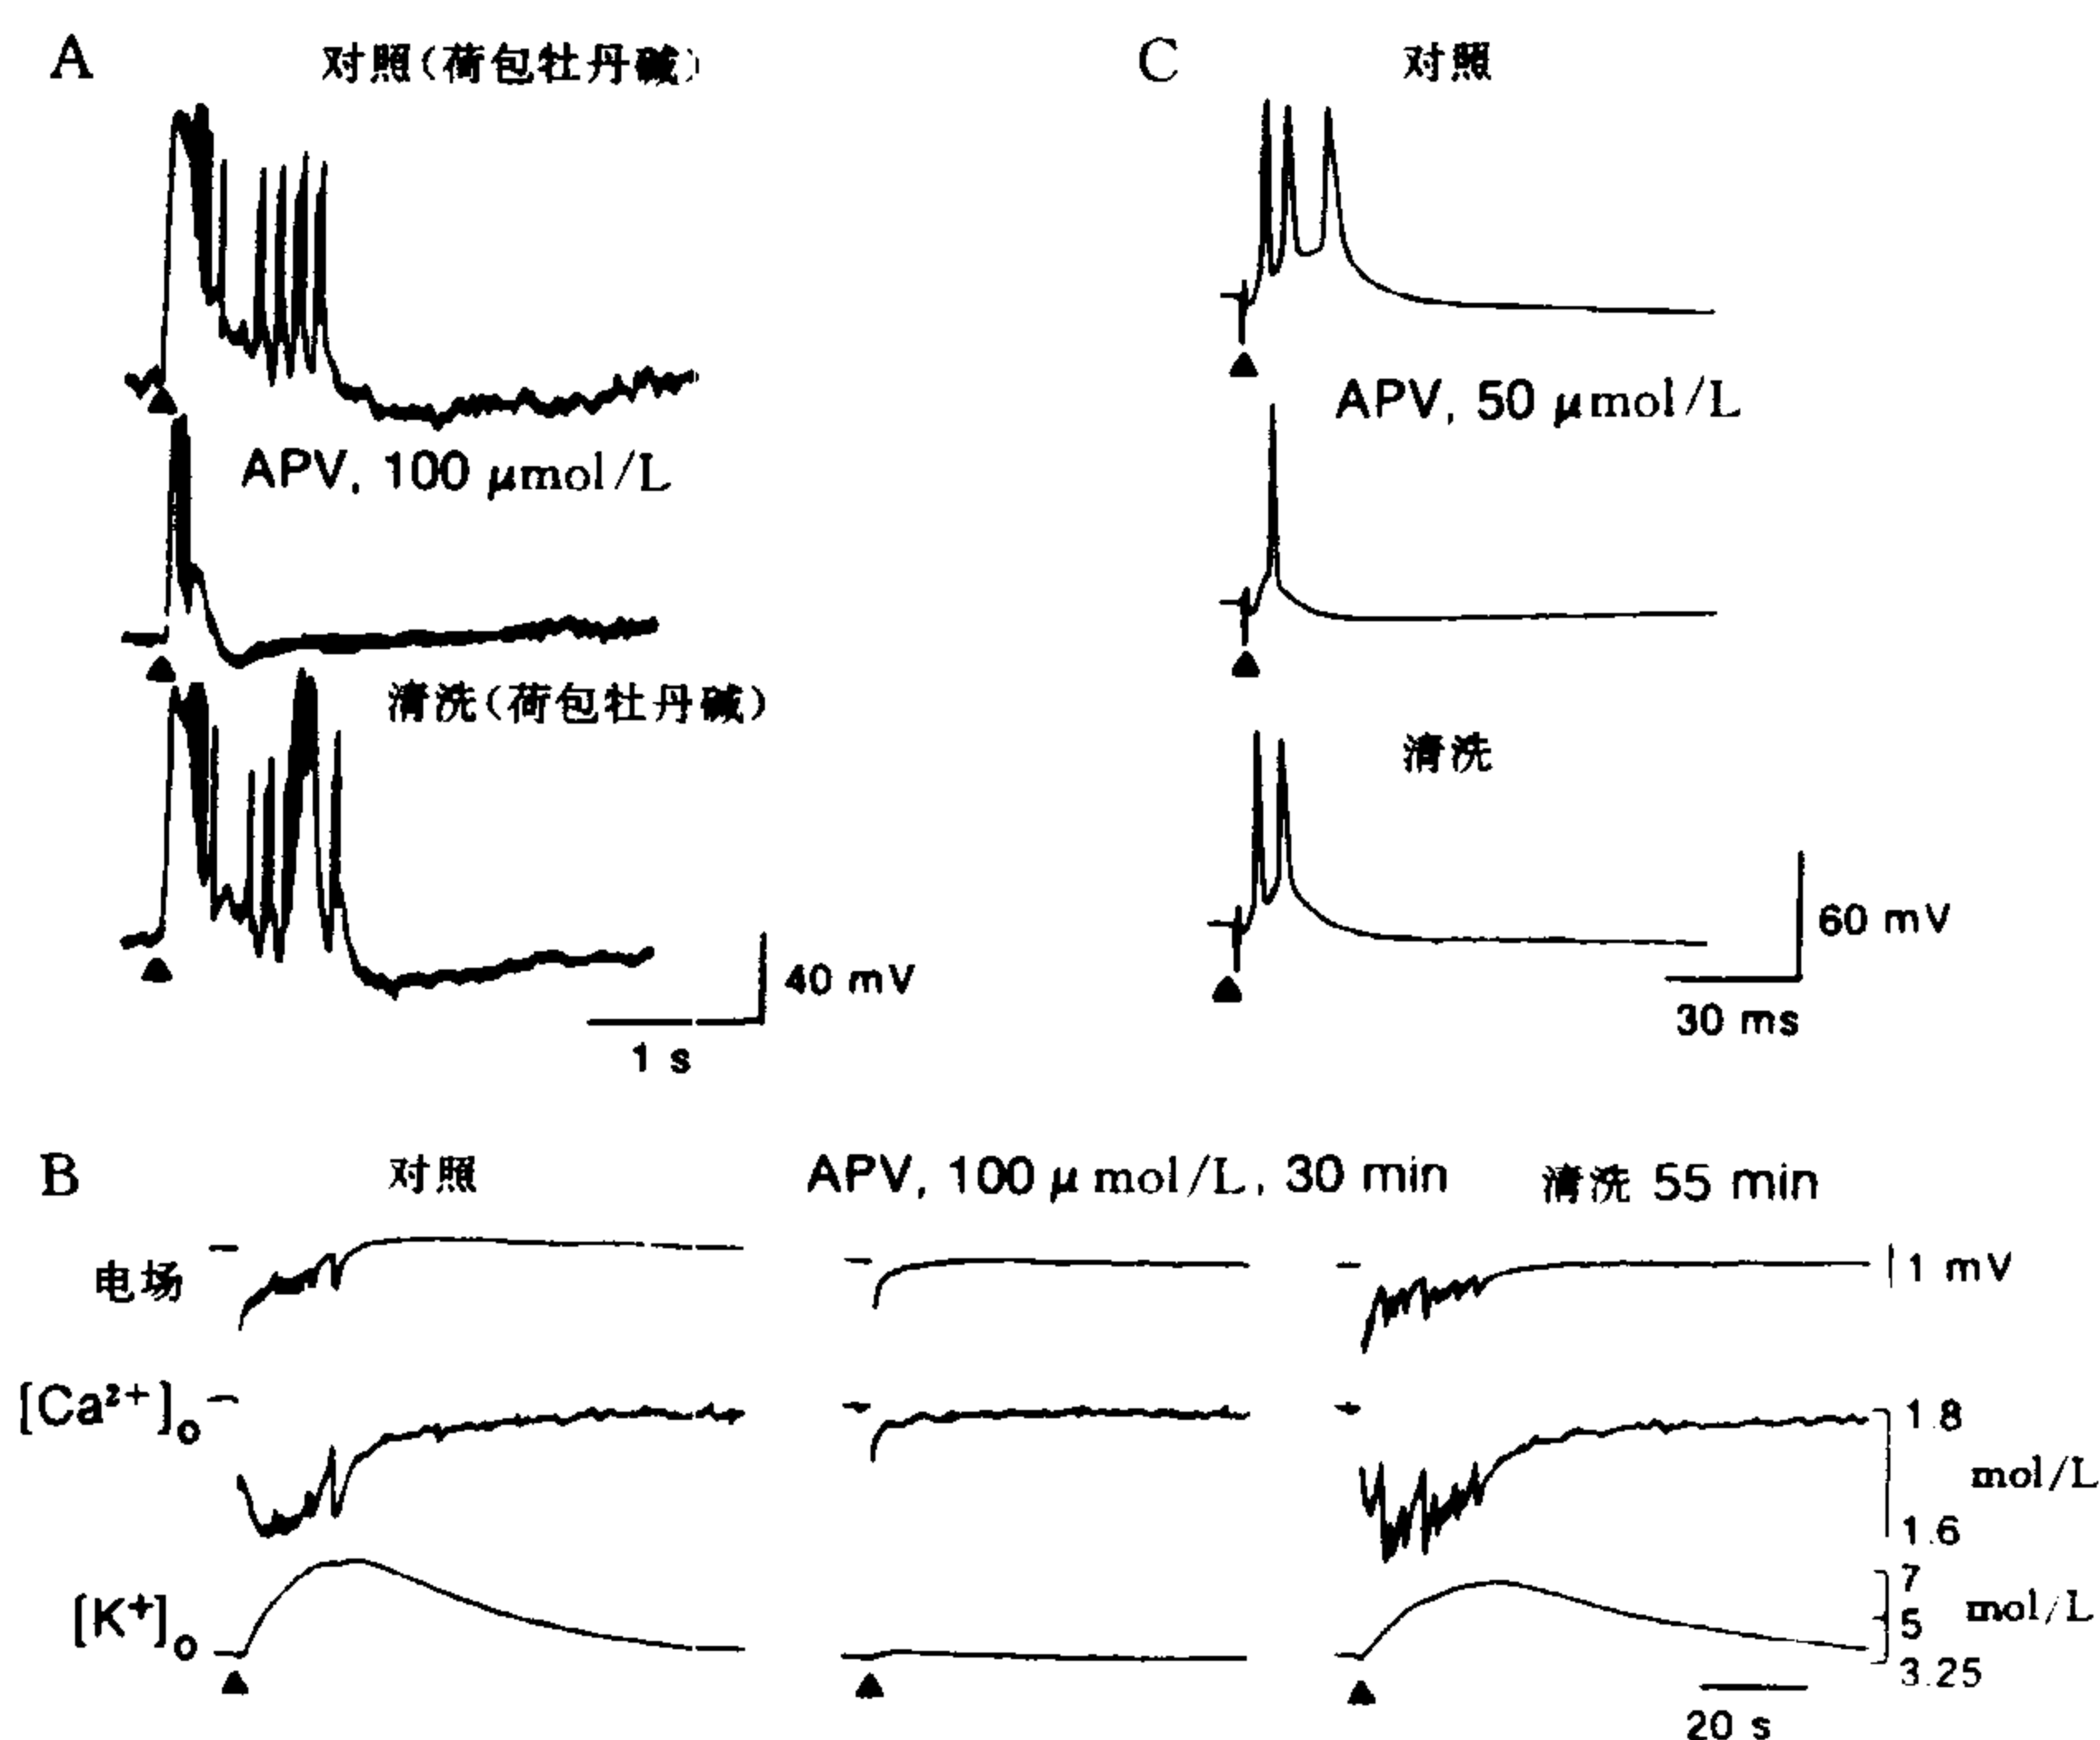 A
对照(荷包牡丹碱)
APV, 100 μmol/L
清洗(荷包牡丹碱)
40 mV
1 s
C
对照
APV, 50 μmol/L
清洗
60 mV
30 ms
B
对照
APV, 100 μ mol/L, 30 min
清洗 55 min
电场
1 mV
[Ca²⁺]o
1.8
mol/L
1.6
[K⁺]o
7
5
mol/L
3.25
20 s